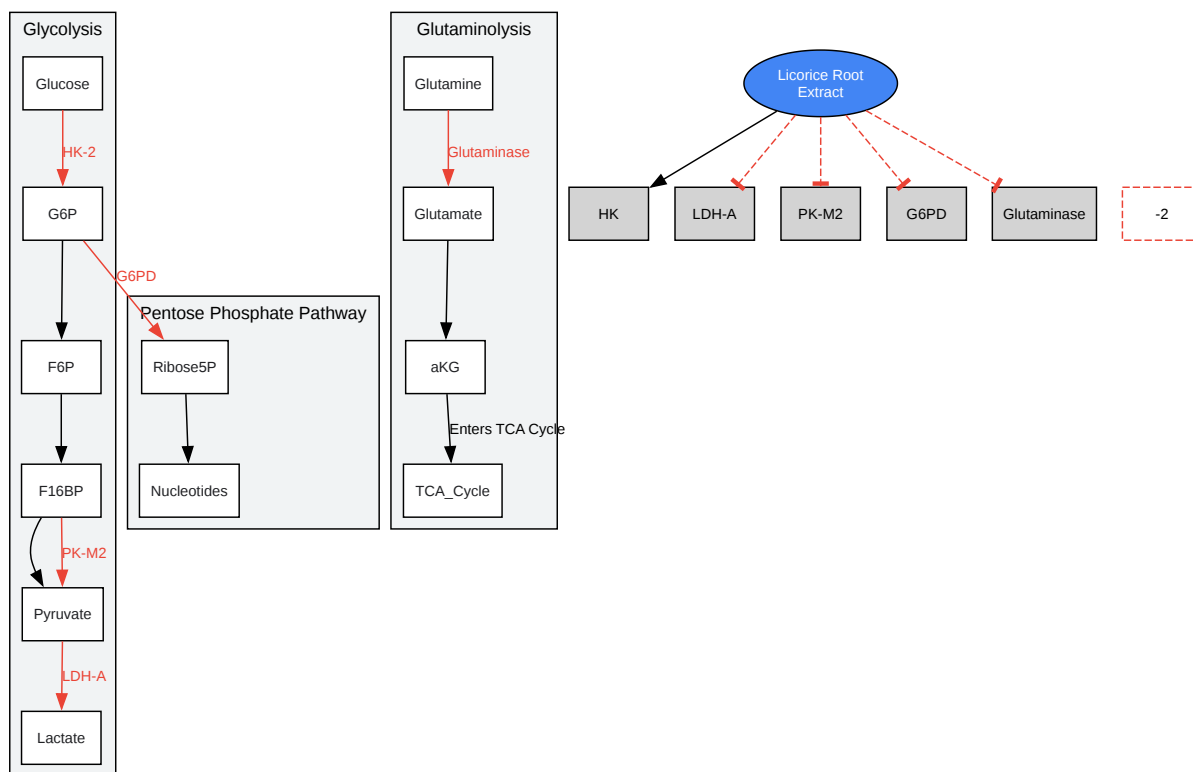 Glycolysis
Glucose
HK-2
G6P
G6PD
F6P
F16BP
PK-M2
Pyruvate
LDH-A
Lactate
Pentose Phosphate Pathway
Ribose5P
Nucleotides
Glutaminolysis
Glutamine
Glutaminase
Glutamate
aKG
Enters TCA Cycle
TCA_Cycle
Licorice Root
Extract
HK
LDH-A
PK-M2
G6PD
Glutaminase
-2